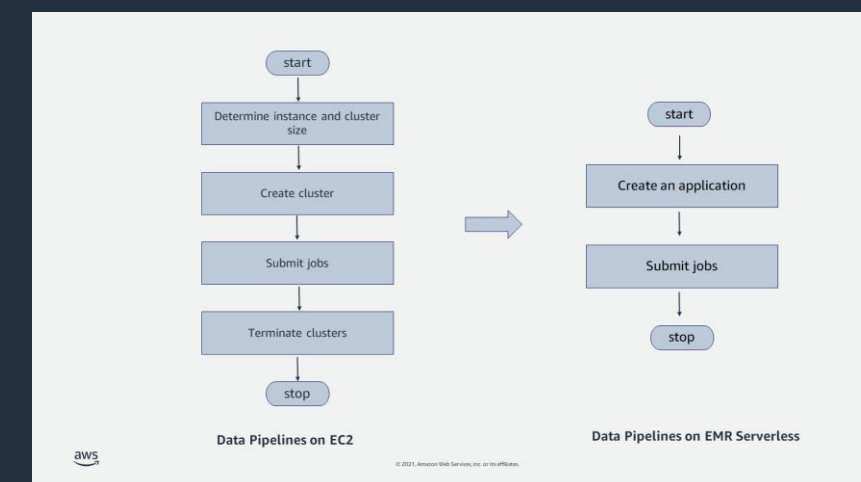 start
Determine instance and cluster
size
Create cluster
Submit jobs
Terminate clusters
stop
Data Pipelines on EC2
start
Create an application
Submit jobs
stop
Data Pipelines on EMR Serverless
aws
© 2021, Amazon Web Services, Inc. or its affiliates.